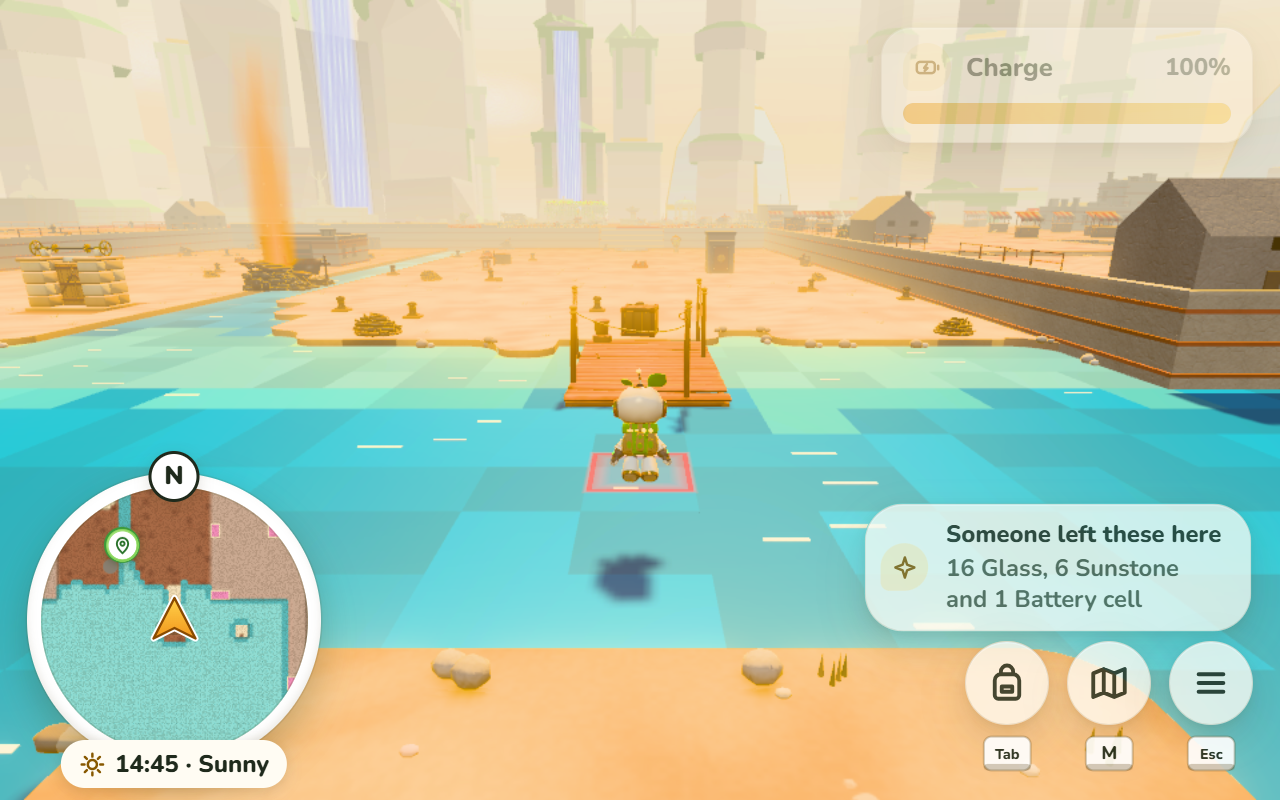 Charge 100%
N
Someone left these here
16 Glass, 6 Sunstone
and 1 Battery cell
14:45 · Sunny
Tab
M
Esc